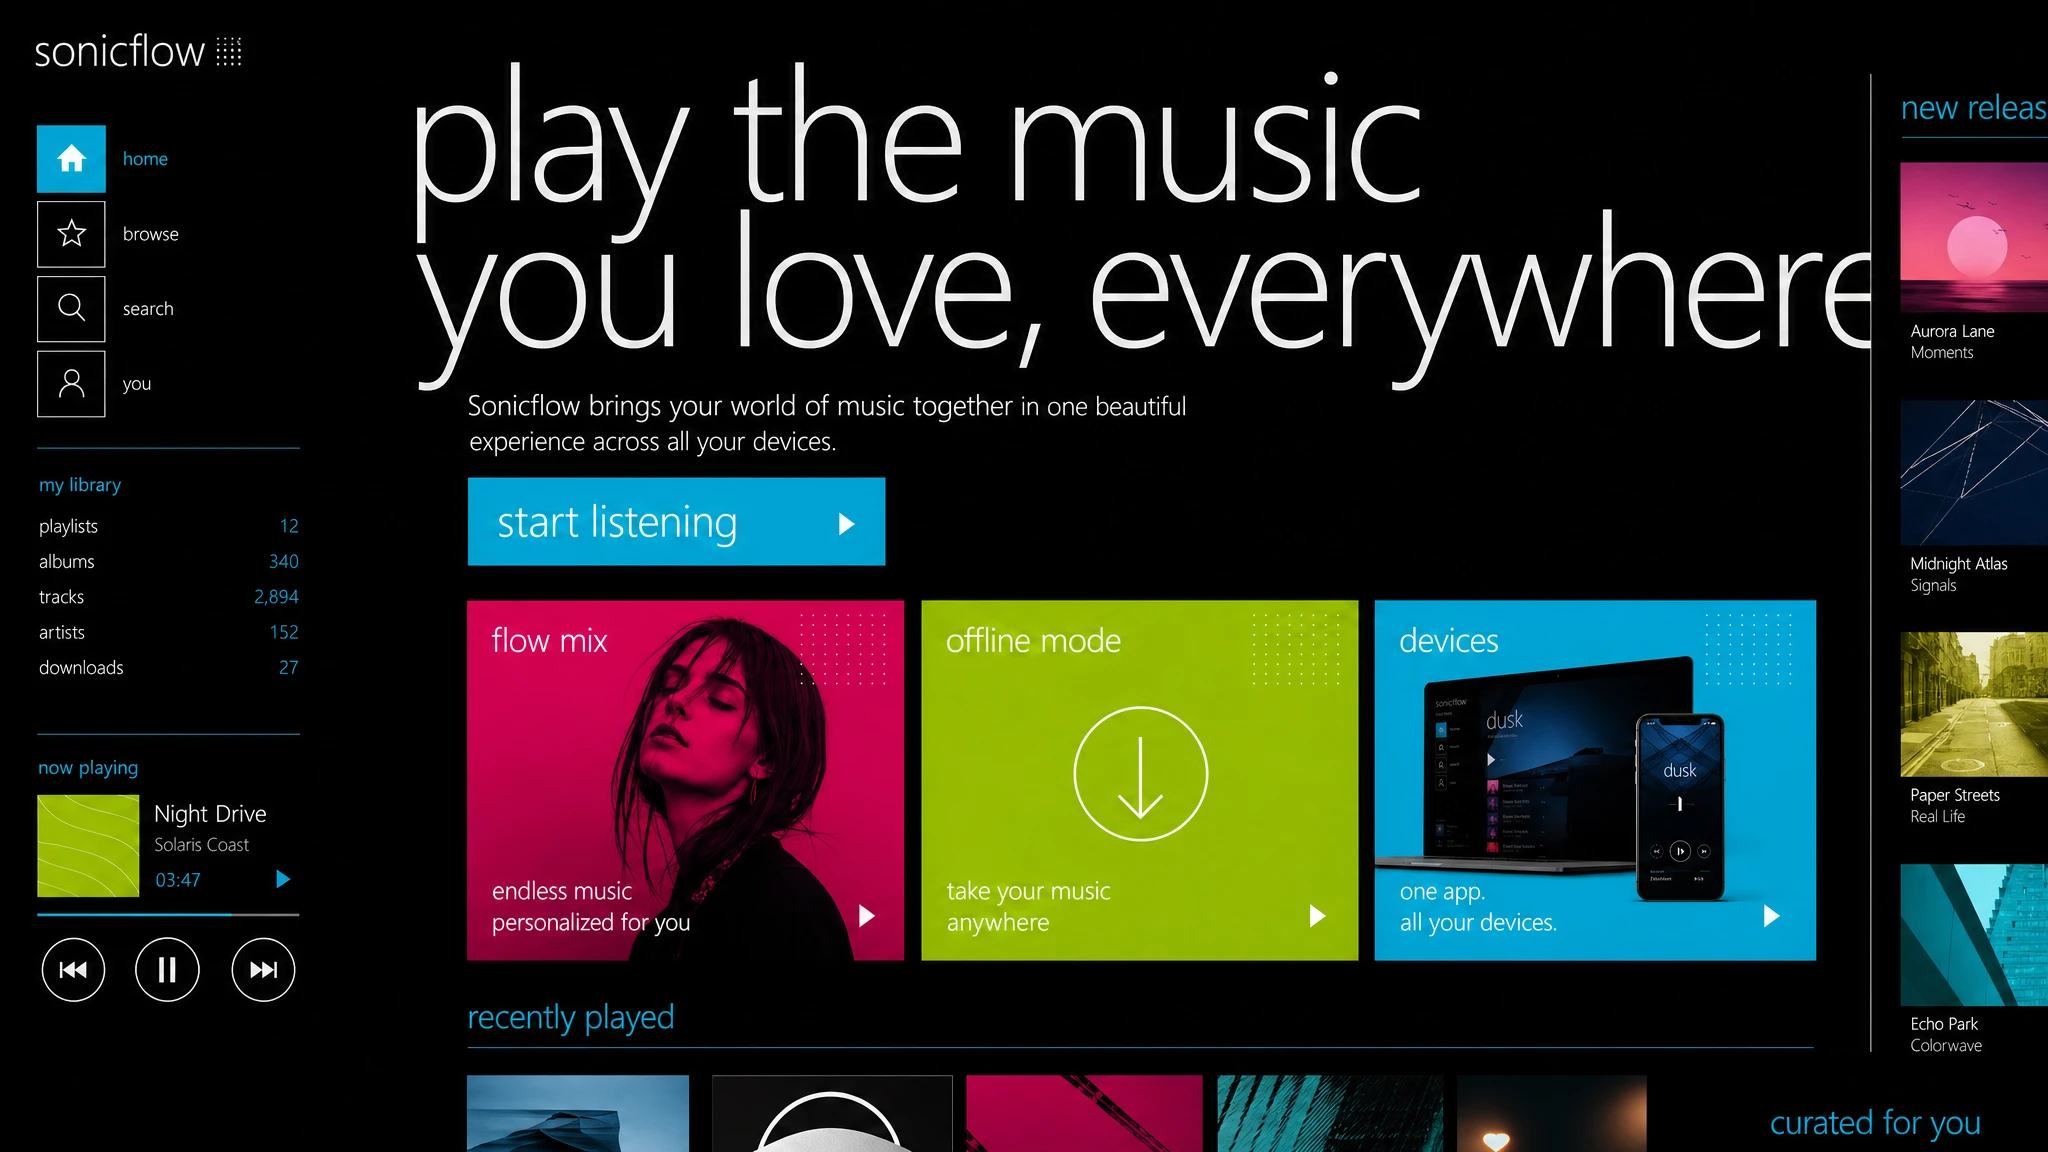 sonicflow
home
browse
search
you
my library
playlists 12
albums 340
tracks 2,894
artists 152
downloads 27
now playing
Night Drive
Solaris Coast
03:47
play the music
you love, everywhere
Sonicflow brings your world of music together in one beautiful
experience across all your devices.
start listening
flow mix
endless music
personalized for you
offline mode
take your music
anywhere
devices
sonicflow
dusk
dusk
one app.
all your devices.
recently played
new releas
Aurora Lane
Moments
Midnight Atlas
Signals
Paper Streets
Real Life
Echo Park
Colorwave
curated for you